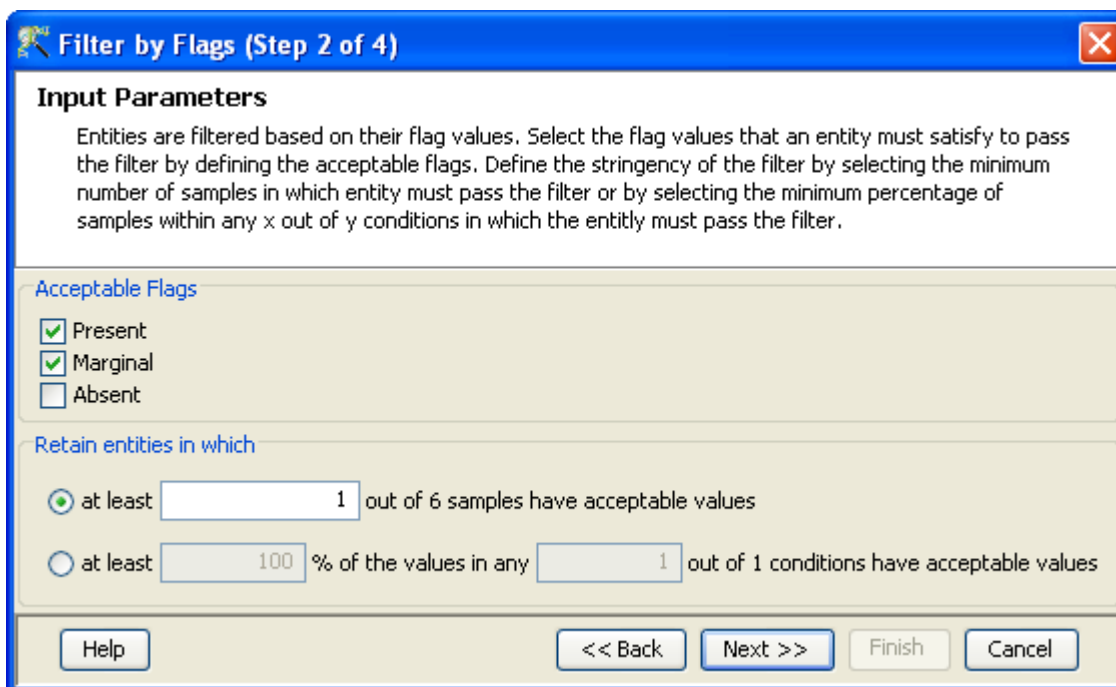 Filter by Flags (Step 2 of 4)
Input Parameters
Entities are filtered based on their flag values. Select the flag values that an entity must satisfy to pass
the filter by defining the acceptable flags. Define the stringency of the filter by selecting the minimum
number of samples in which entity must pass the filter or by selecting the minimum percentage of
samples within any x out of y conditions in which the entitly must pass the filter.
Acceptable Flags
Present
Marginal
Absent
Retain entities in which
at least 1 out of 6 samples have acceptable values
at least 100 % of the values in any 1 out of 1 conditions have acceptable values
Help << Back Next >> Finish Cancel